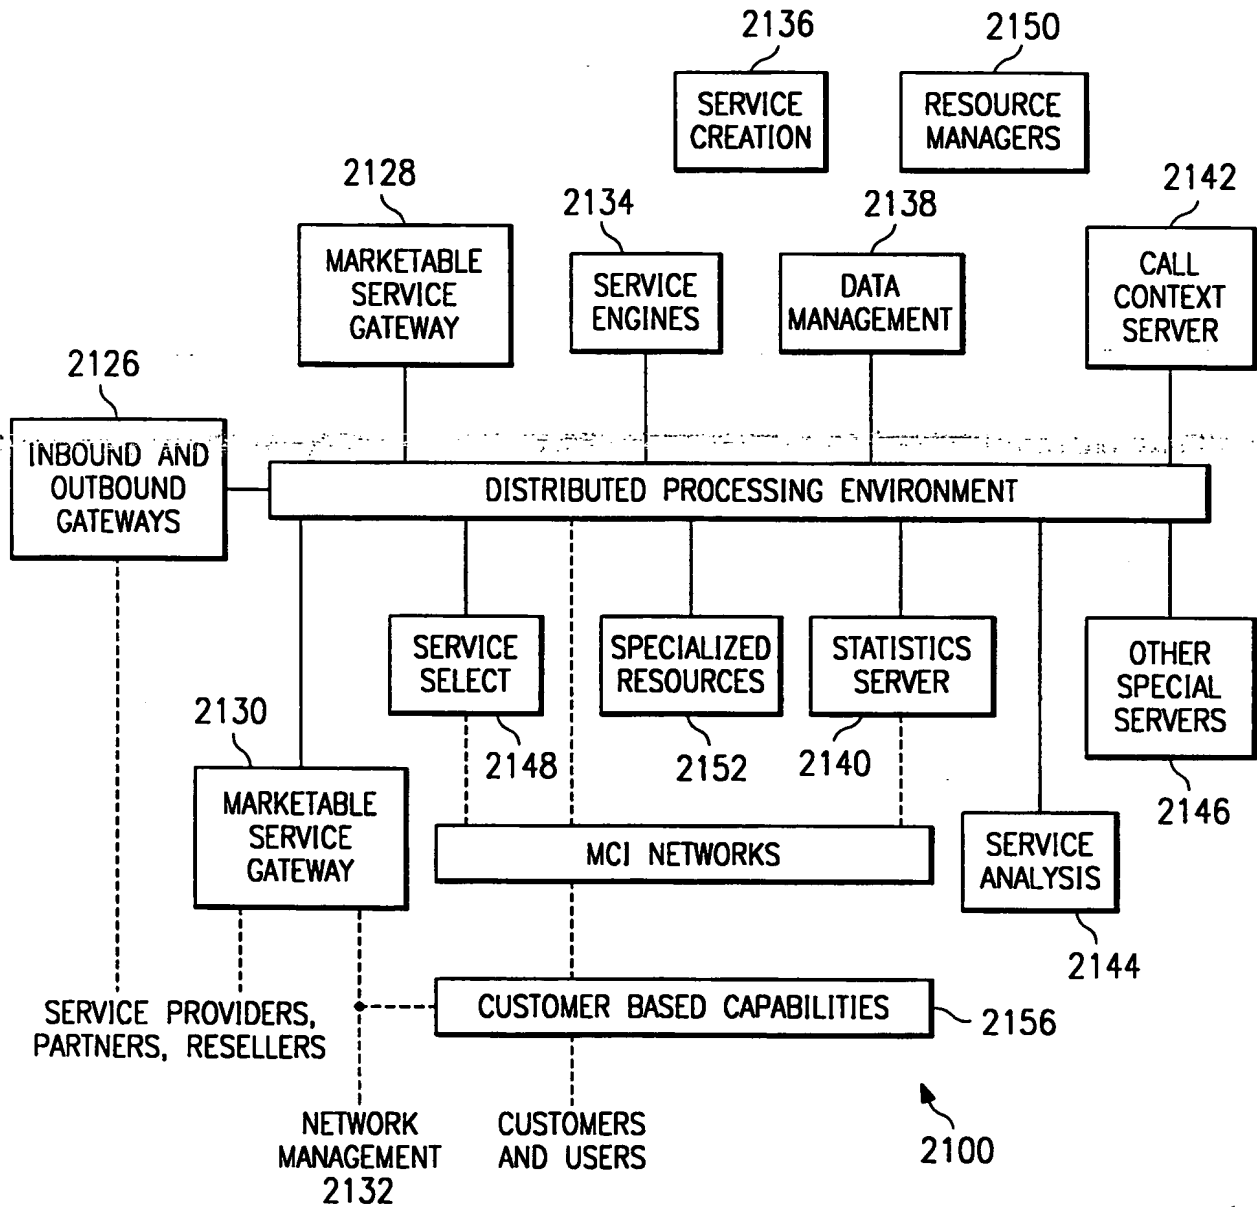 2136
2150
SERVICE
CREATION
RESOURCE
MANAGERS
2128
2134
2138
2142
MARKETABLE
SERVICE
GATEWAY
SERVICE
ENGINES
DATA
MANAGEMENT
CALL
CONTEXT
SERVER
2126
INBOUND AND
OUTBOUND
GATEWAYS
DISTRIBUTED PROCESSING ENVIRONMENT
SERVICE
SELECT
SPECIALIZED
RESOURCES
STATISTICS
SERVER
OTHER
SPECIAL
SERVERS
2130
2148
2152
2140
2146
MARKETABLE
SERVICE
GATEWAY
MCI NETWORKS
SERVICE
ANALYSIS
2144
SERVICE PROVIDERS,
PARTNERS, RESELLERS
CUSTOMER BASED CAPABILITIES
2156
NETWORK
MANAGEMENT
2132
CUSTOMERS
AND USERS
2100